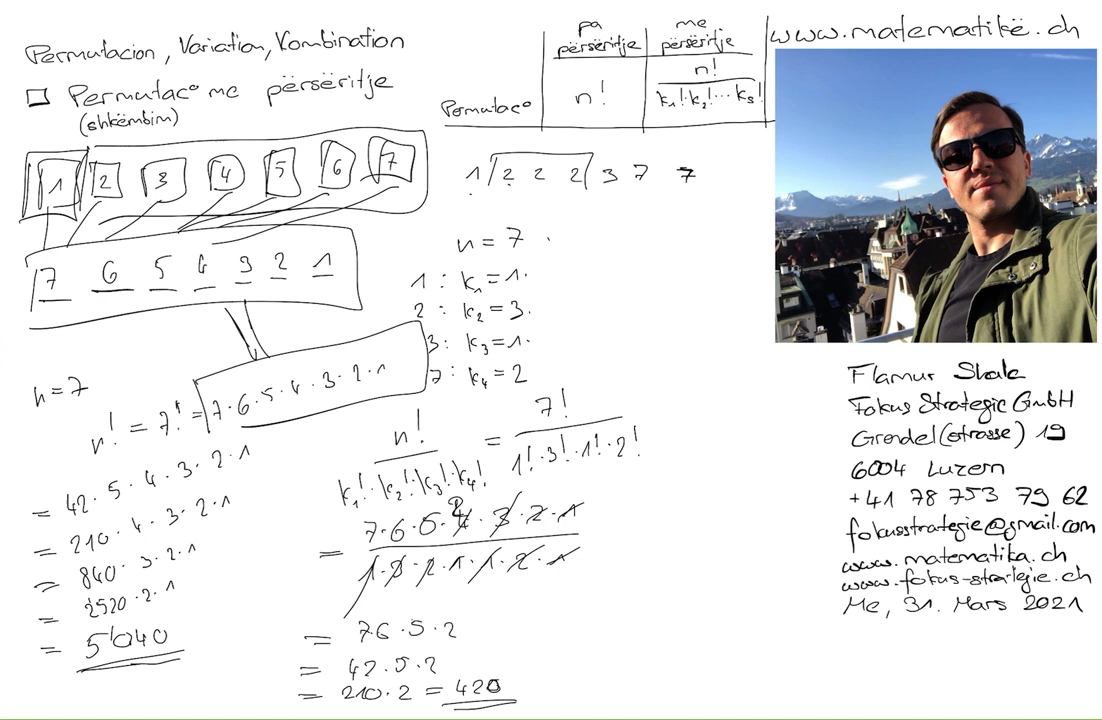 Permutacion, Variation, Kombination
□ Permutaco me përsëritje
(shkëmbim)
1 2 3 4 5 6 7
7 6 5 4 3 2 1
n=7
n! = 7! = 7·6·5·4·3·2·1
= 42·5·4·3·2·1
= 210·4·3·2·1
= 840·3·2·1
= 2520·2·1
= 5'040
pa përsëritje
me përsëritje
Permutaco
n!
n!
k₁!·k₂!···kₛ!
1 2 2 2 3 7 7
n=7
1: k₁=1
2: k₂=3
3: k₃=1
7: k₄=2
n!
k₁!·k₂!·k₃!·k₄!
= 7!
1!·3!·1!·2!
= 7·6·5·4·3·2·1
1·3·2·1·1·2·1
= 76·5·2
= 42·5·2
= 210·2 = 420
www.matematikë.ch
Flamur Shala
Fokus Strategie GmbH
Grendel(strasse) 19
6004 Luzern
+41 78 753 79 62
fokusstrategie@gmail.com
www.matematika.ch
www.fokus-strategjie.ch
Me, 31. Mars 2021